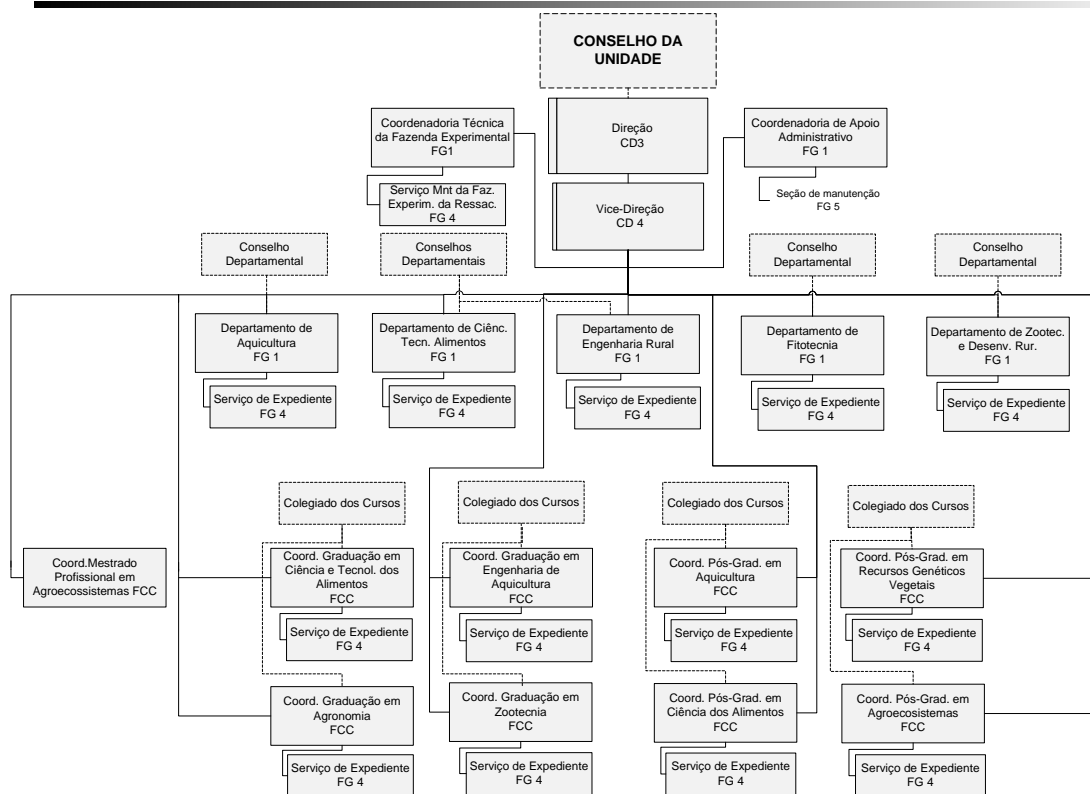 CONSELHO DA
UNIDADE
Coordenadoria Técnica
da Fazenda Experimental
FG1
Direção
CD3
Coordenadoria de Apoio
Administrativo
FG 1
Serviço Mnt da Faz.
Experim. da Ressac.
FG 4
Vice-Direção
CD 4
Seção de manutenção
FG 5
Conselho
Departamental
Conselhos
Departamentais
Conselho
Departamental
Conselho
Departamental
Departamento de
Aquicultura
FG 1
Departamento de Ciênc.
Tecn. Alimentos
FG 1
Departamento de
Engenharia Rural
FG 1
Departamento de
Fitotecnia
FG 1
Departamento de Zootec.
e Desenv. Rur.
FG 1
Serviço de Expediente
FG 4
Serviço de Expediente
FG 4
Serviço de Expediente
FG 4
Serviço de Expediente
FG 4
Serviço de Expediente
FG 4
Colegiado dos Cursos
Colegiado dos Cursos
Colegiado dos Cursos
Colegiado dos Cursos
Coord.Mestrado
Profissional em
Agroecossistemas FCC
Coord. Graduação em
Ciência e Tecnol. dos
Alimentos
FCC
Coord. Graduação em
Engenharia de
Aquicultura
FCC
Coord. Pós-Grad. em
Aquicultura
FCC
Coord. Pós-Grad. em
Recursos Genéticos
Vegetais
FCC
Serviço de Expediente
FG 4
Serviço de Expediente
FG 4
Serviço de Expediente
FG 4
Serviço de Expediente
FG 4
Coord. Graduação em
Agronomia
FCC
Coord. Graduação em
Zootecnia
FCC
Coord. Pós-Grad. em
Ciência dos Alimentos
FCC
Coord. Pós-Grad. em
Agroecosistemas
FCC
Serviço de Expediente
FG 4
Serviço de Expediente
FG 4
Serviço de Expediente
FG 4
Serviço de Expediente
FG 4